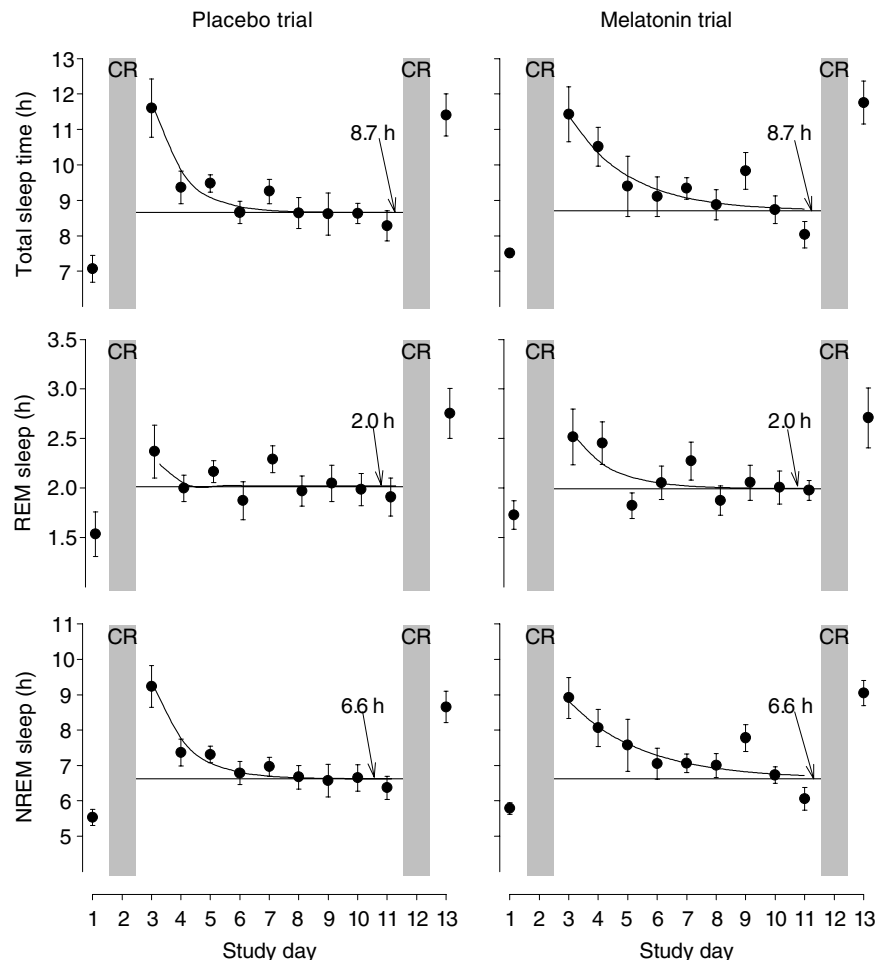 Placebo trial
Melatonin trial
Total sleep time (h)
13
12
11
10
9
8
7
CR
CR
8.7 h
CR
CR
8.7 h
REM sleep (h)
3.5
3.0
2.5
2.0
1.5
CR
CR
2.0 h
CR
CR
2.0 h
NREM sleep (h)
11
10
9
8
7
6
5
CR
CR
6.6 h
CR
CR
6.6 h
1 2 3 4 5 6 7 8 9 10 11 12 13
1 2 3 4 5 6 7 8 9 10 11 12 13
Study day
Study day